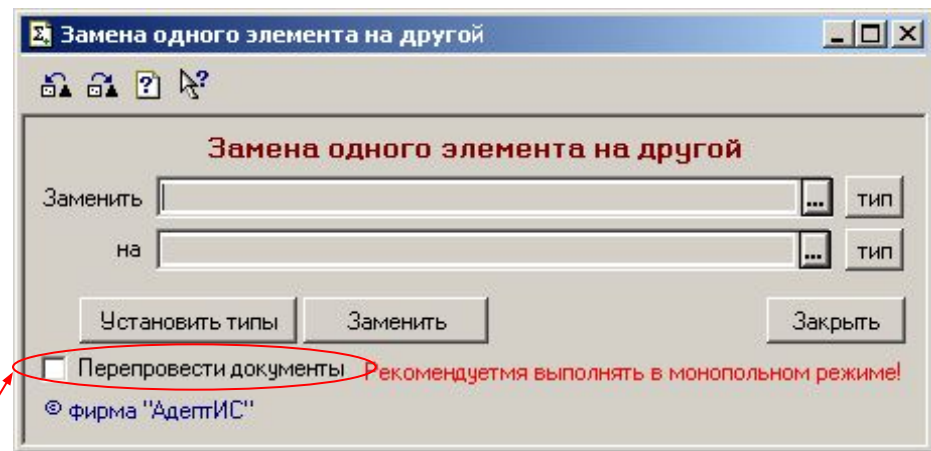 Замена одного элемента на другой
Замена одного элемента на другой
Заменить ... тип
на ... тип
Установить типы Заменить Закрыть
Перепровести документы Рекомендуетмя выполнять в монопольном режиме!
© фирма "АдептИС"